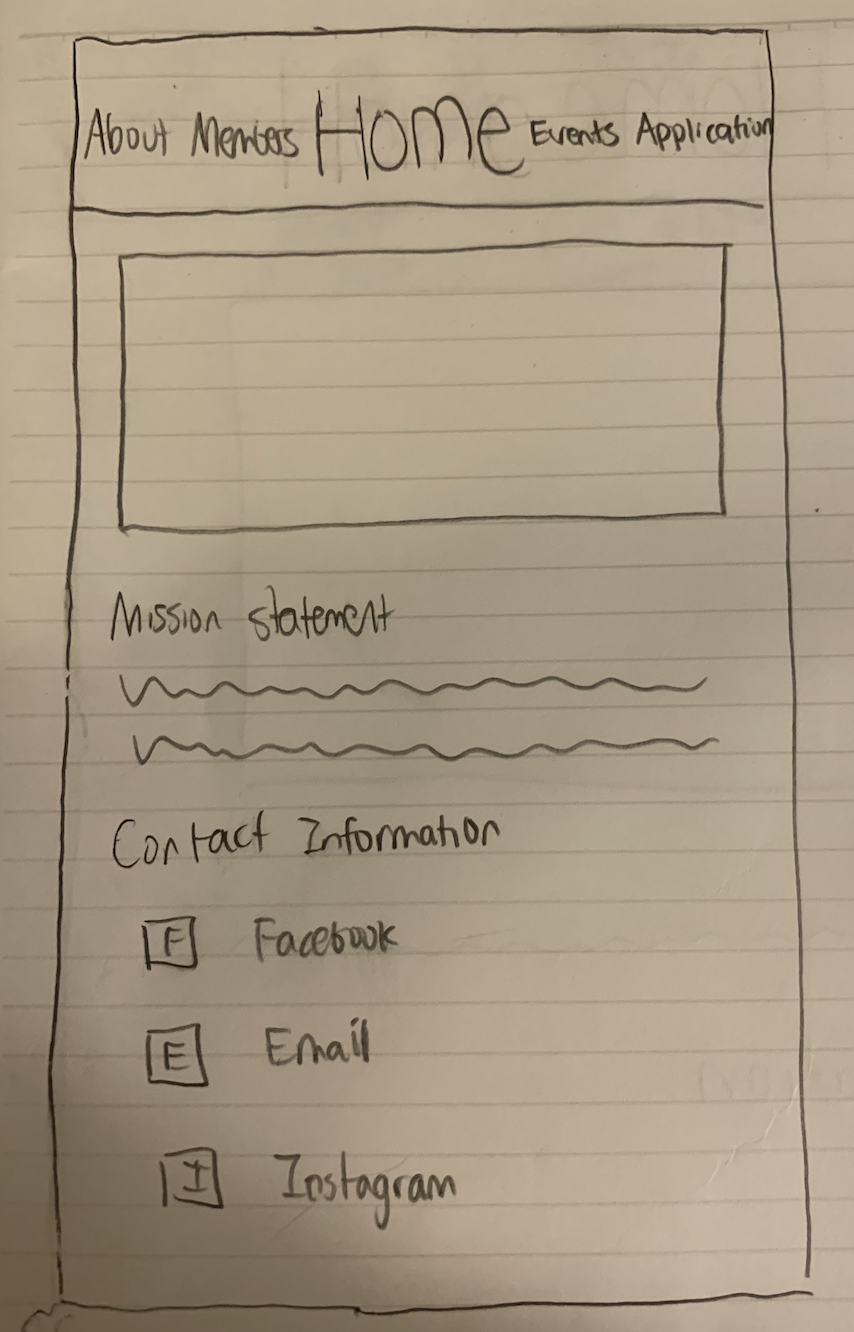 About Members Home Events Application
Mission statement
Contact Information
F Facebook
E Email
I Instagram